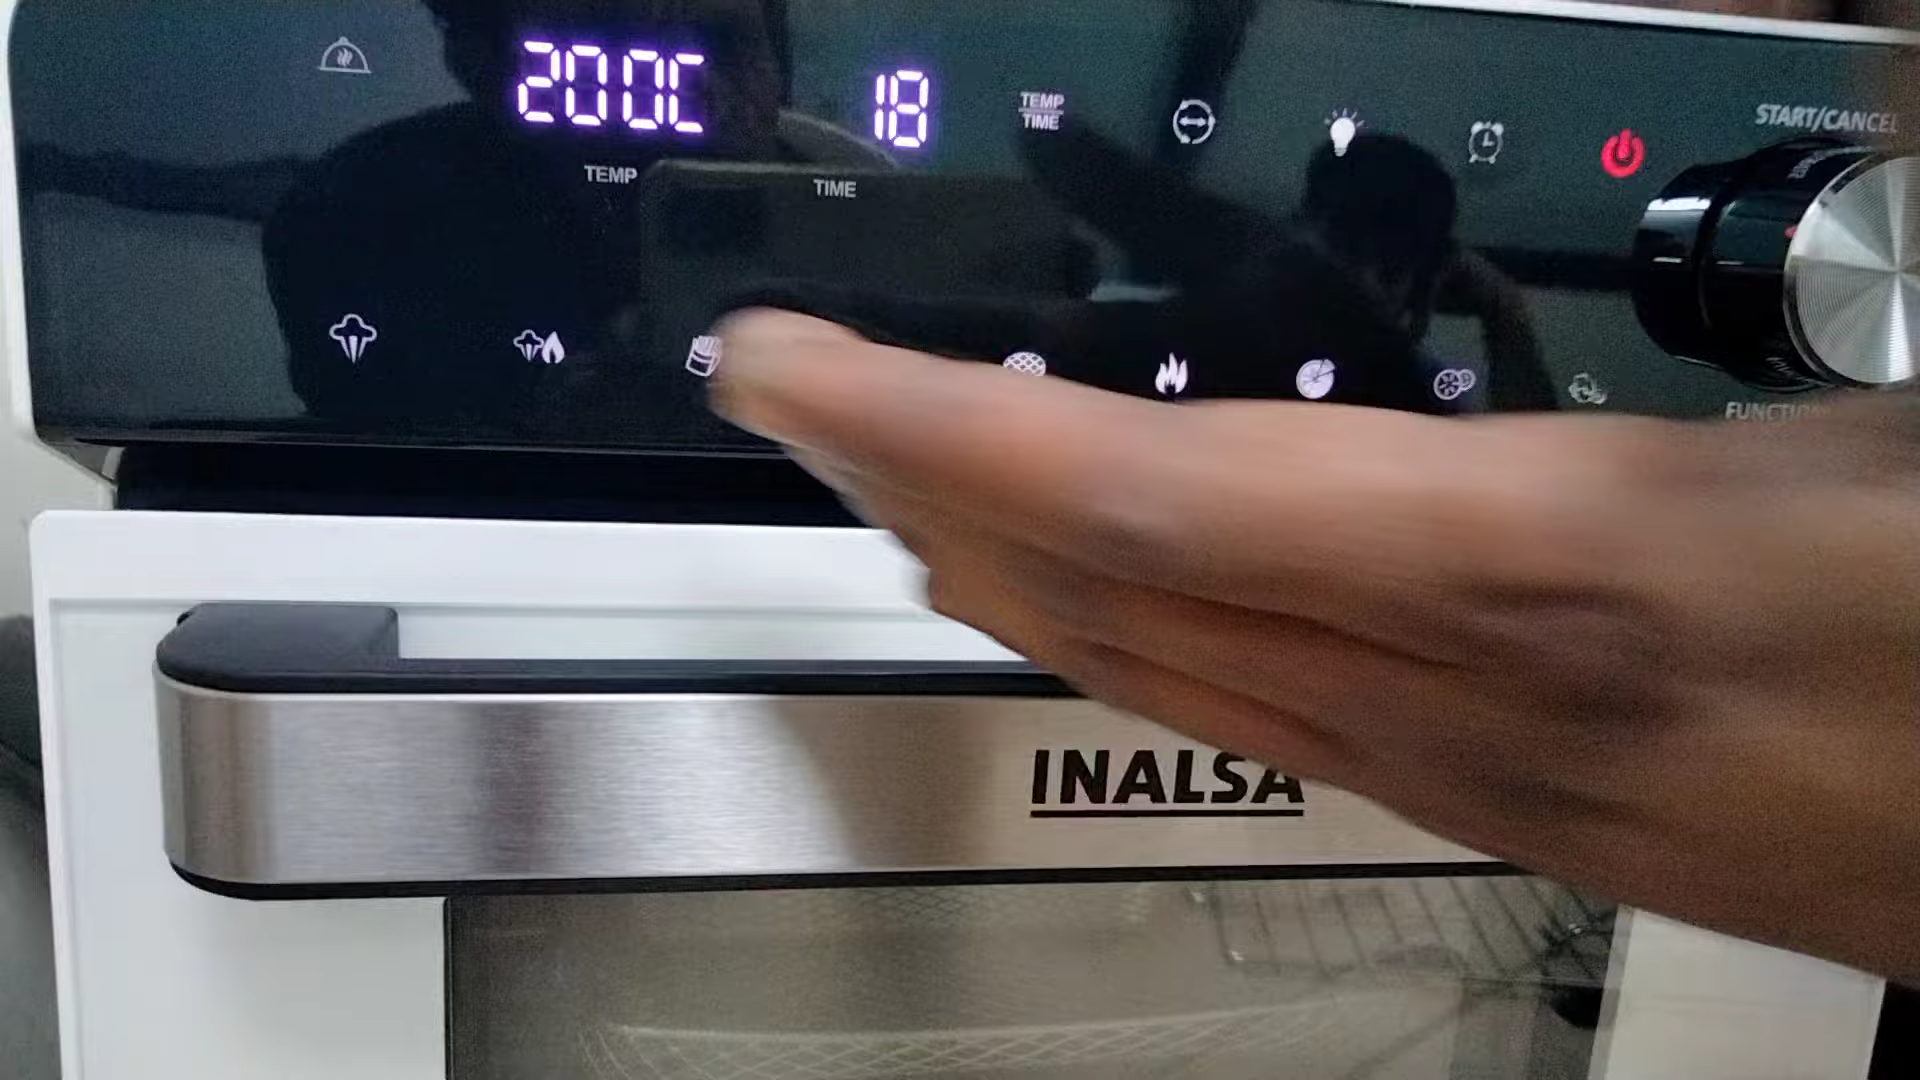 200C
18
TEMP
TIME
START/CANCEL
TEMP
TIME
INALSA